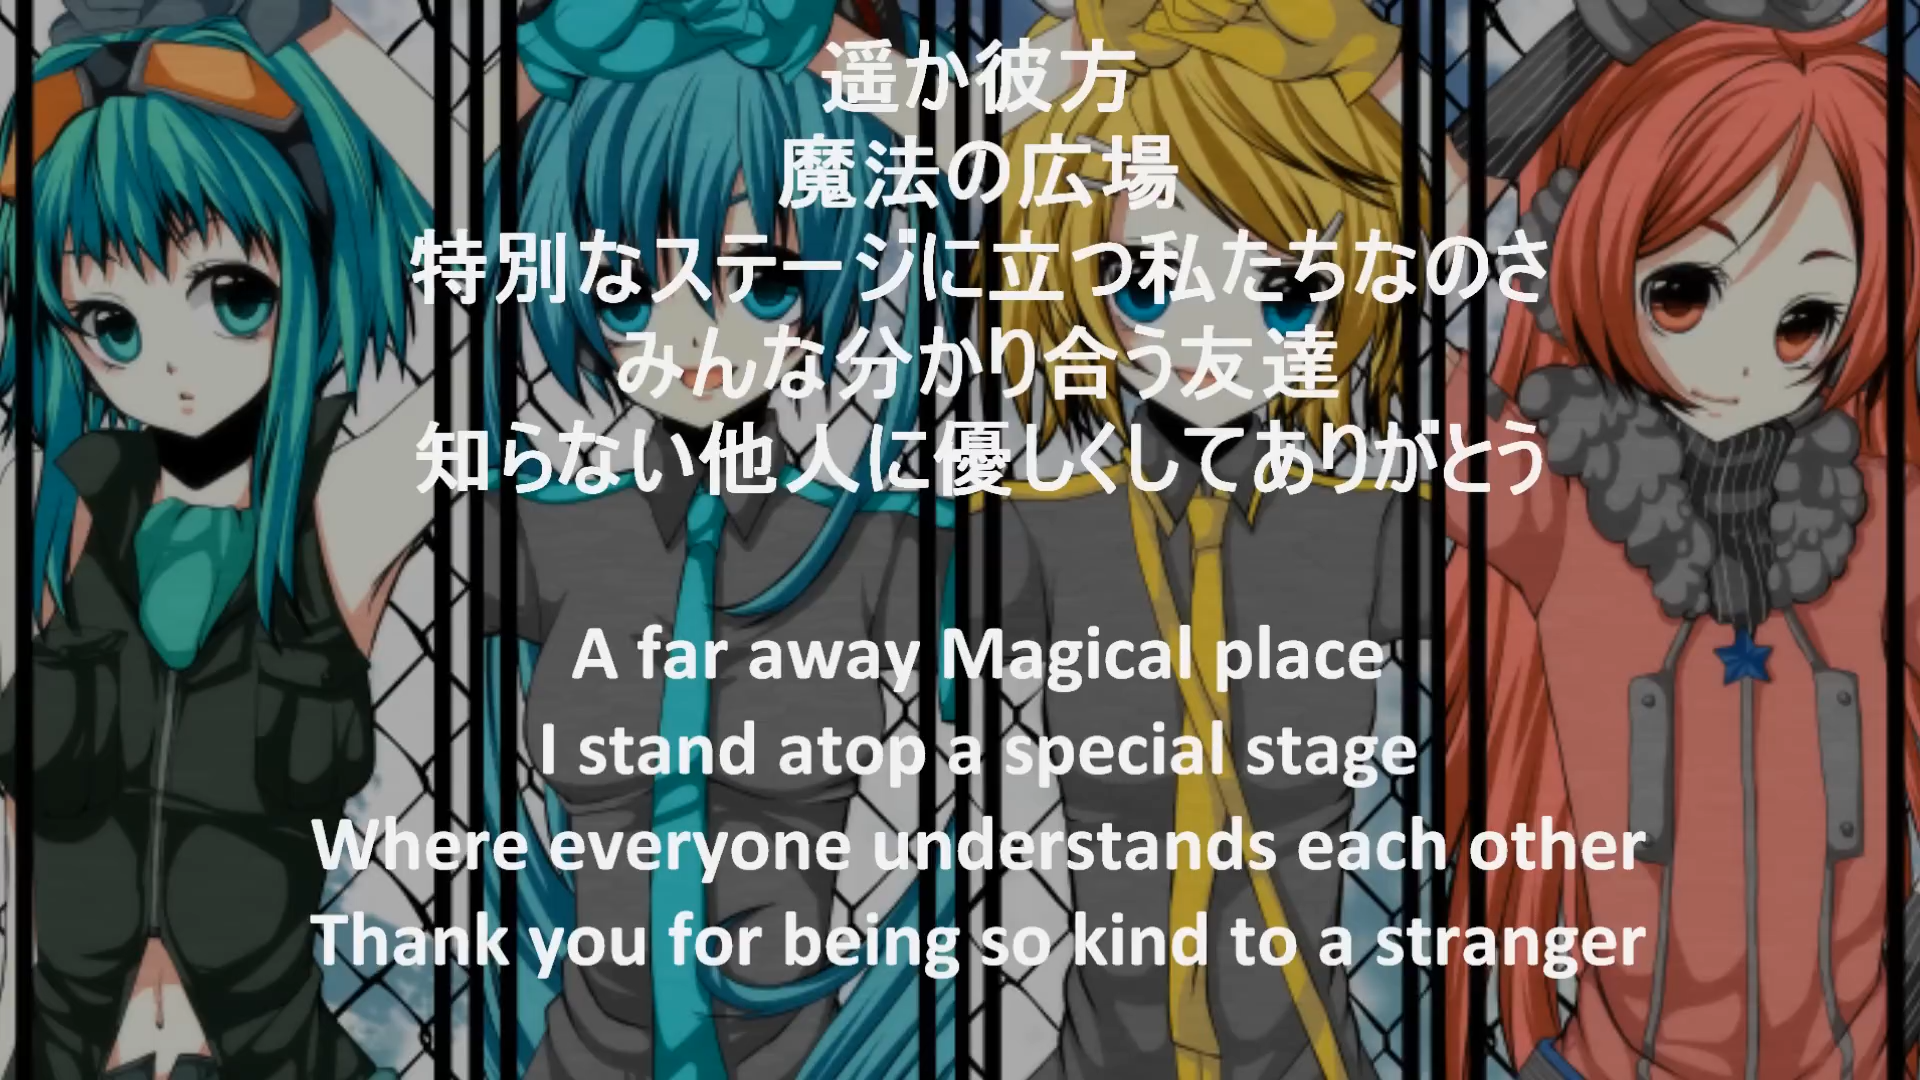 遥か彼方
魔法の広場
特別なステージに立つ私たちなのさ
みんな分かり合う友達
知らない他人に優しくしてありがとう
A far away Magical place
I stand atop a special stage
Where everyone understands each other
Thank you for being so kind to a stranger